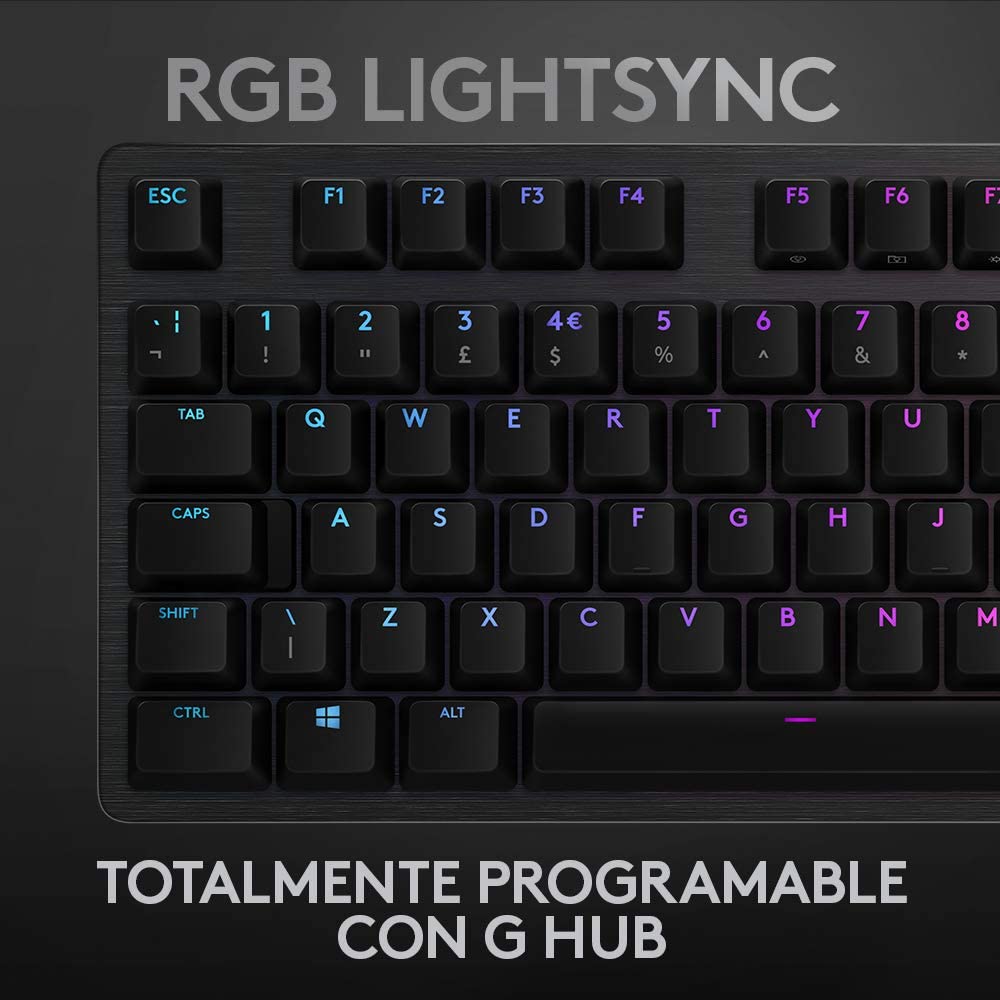 RGB LIGHTSYNC
ESC F1 F2 F3 F4 F5 F6 F7
` ¦ 1 2 3 4€ 5 6 7 8
¬ ! " £ $ % ^ & *
TAB Q W E R T Y U
CAPS A S D F G H J
SHIFT \ Z X C V B N M
|
CTRL ALT
TOTALMENTE PROGRAMABLE
CON G HUB